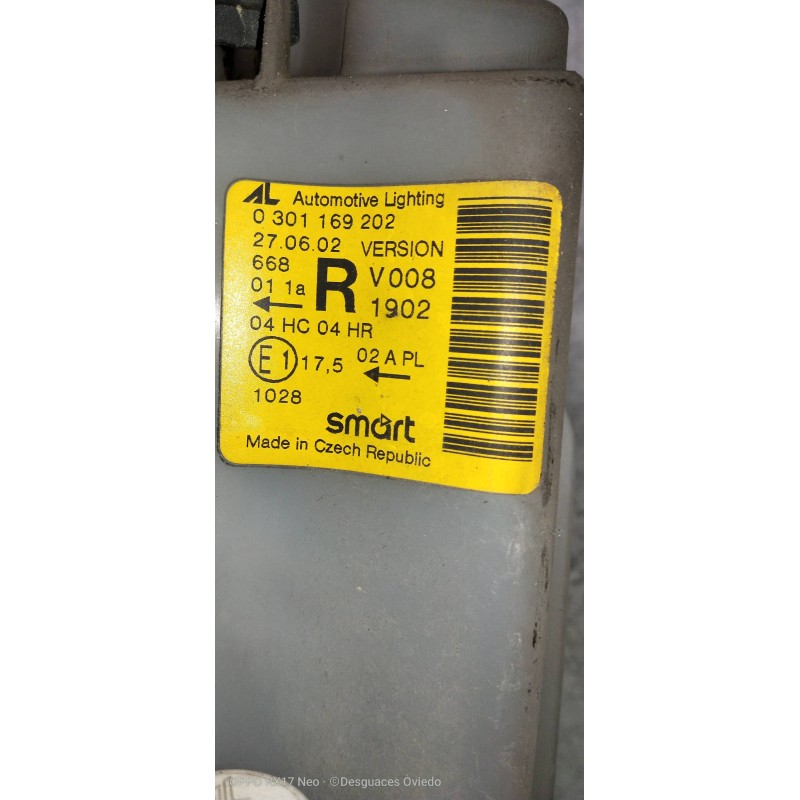 AL Automotive Lighting
0 301 169 202
27.06.02 VERSION
668 R V008
01 1a 1902
04 HC 04 HR
E1 17,5 02 A PL
1028
smart
Made in Czech Republic
Neo · ©Desguaces Oviedo